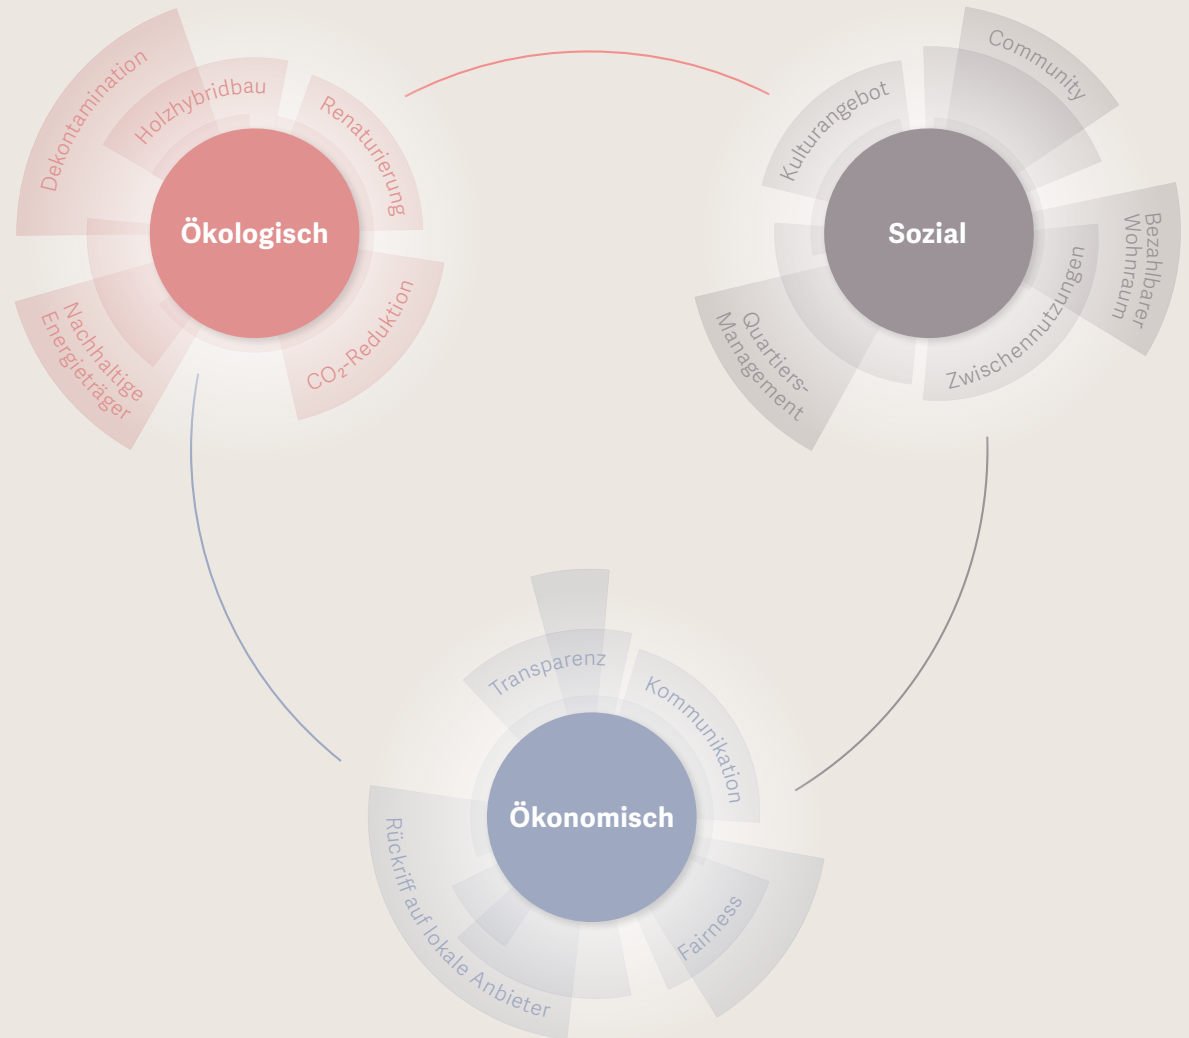 Dekontamination
Holzhybridbau
Renaturierung
Ökologisch
CO₂-Reduktion
Nachhaltige
Energieträger
Kulturangebot
Community
Sozial
Bezahlbarer
Wohnraum
Zwischennutzungen
Quartiers-
Management
Transparenz
Kommunikation
Ökonomisch
Fairness
Rückriff auf lokale Anbieter